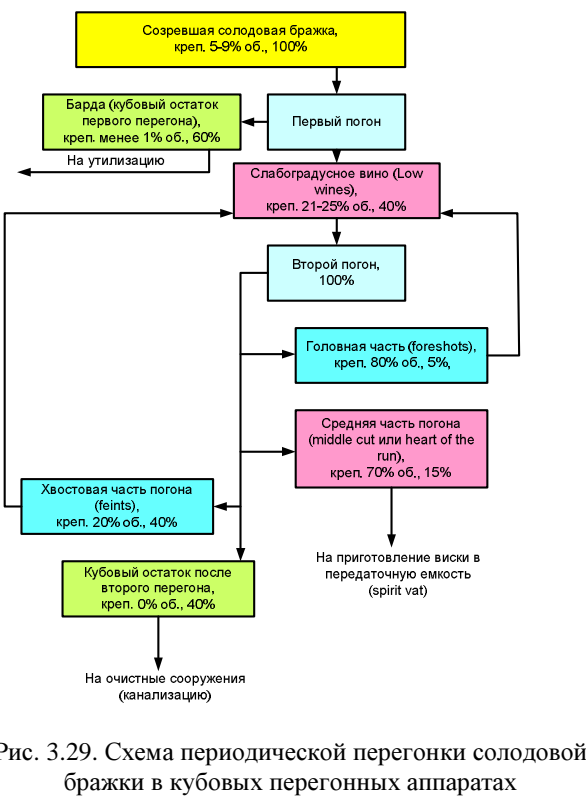 Созревшая солодовая бражка,
креп. 5-9% об., 100%
Барда (кубовый остаток
первого перегона),
креп. менее 1% об., 60%
Первый погон
На утилизацию
Слабоградусное вино (Low
wines),
креп. 21-25% об., 40%
Второй погон,
100%
Головная часть (foreshots),
креп. 80% об., 5%,
Средняя часть погона
(middle cut или heart of the
run),
креп. 70% об., 15%
Хвостовая часть погона
(feints),
креп. 20% об., 40%
На приготовление виски в
передаточную емкость
(spirit vat)
Кубовый остаток после
второго перегона,
креп. 0% об., 40%
На очистные сооружения
(канализацию)
Рис. 3.29. Схема периодической перегонки солодовой
бражки в кубовых перегонных аппаратах